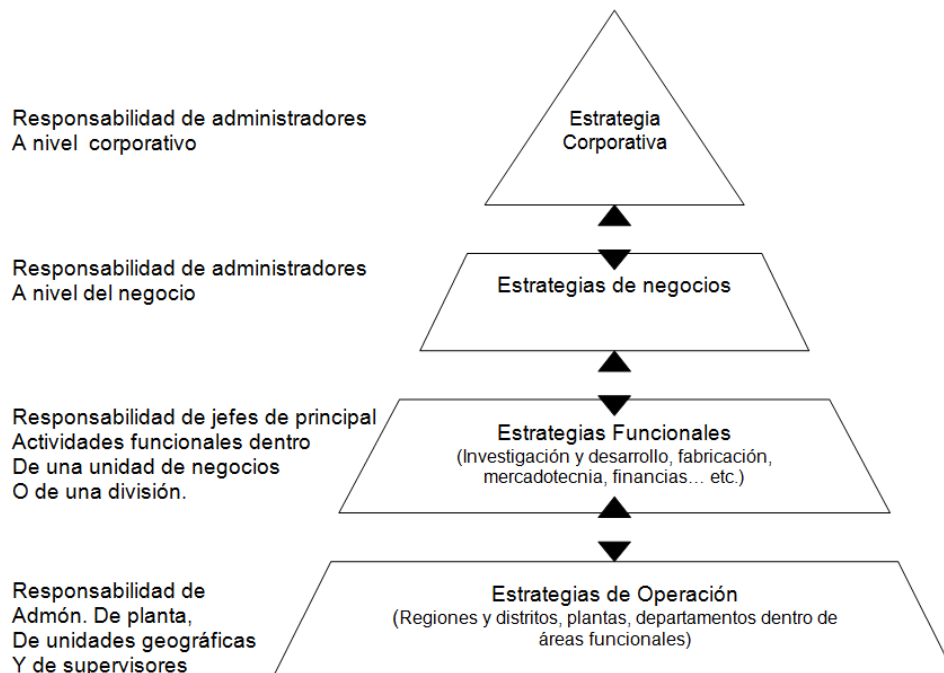 Responsabilidad de administradores
A nivel corporativo
Estrategia
Corporativa
Responsabilidad de administradores
A nivel del negocio
Estrategias de negocios
Responsabilidad de jefes de principal
Actividades funcionales dentro
De una unidad de negocios
O de una división.
Estrategias Funcionales
(Investigación y desarrollo, fabricación,
mercadotecnia, financias... etc.)
Responsabilidad de
Admón. De planta,
De unidades geográficas
Y de supervisores
Estrategias de Operación
(Regiones y distritos, plantas, departamentos dentro de
áreas funcionales)